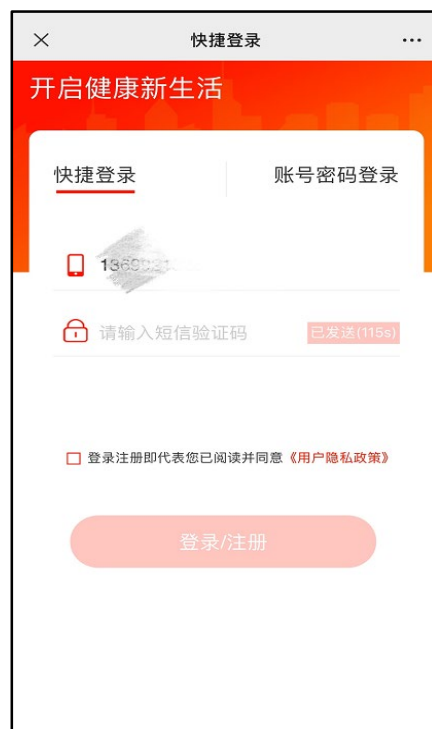 快捷登录
开启健康新生活
快捷登录 账号密码登录
请输入短信验证码 已发送(115s)
登录注册即代表您已阅读并同意《用户隐私政策》
登录/注册